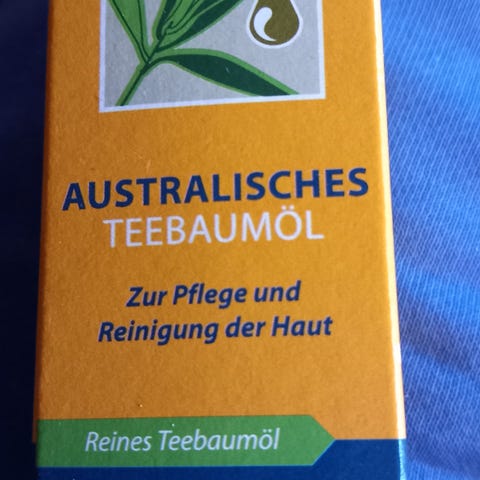 AUSTRALISCHES
TEEBAUMÖL
Zur Pflege und
Reinigung der Haut
Reines Teebaumöl